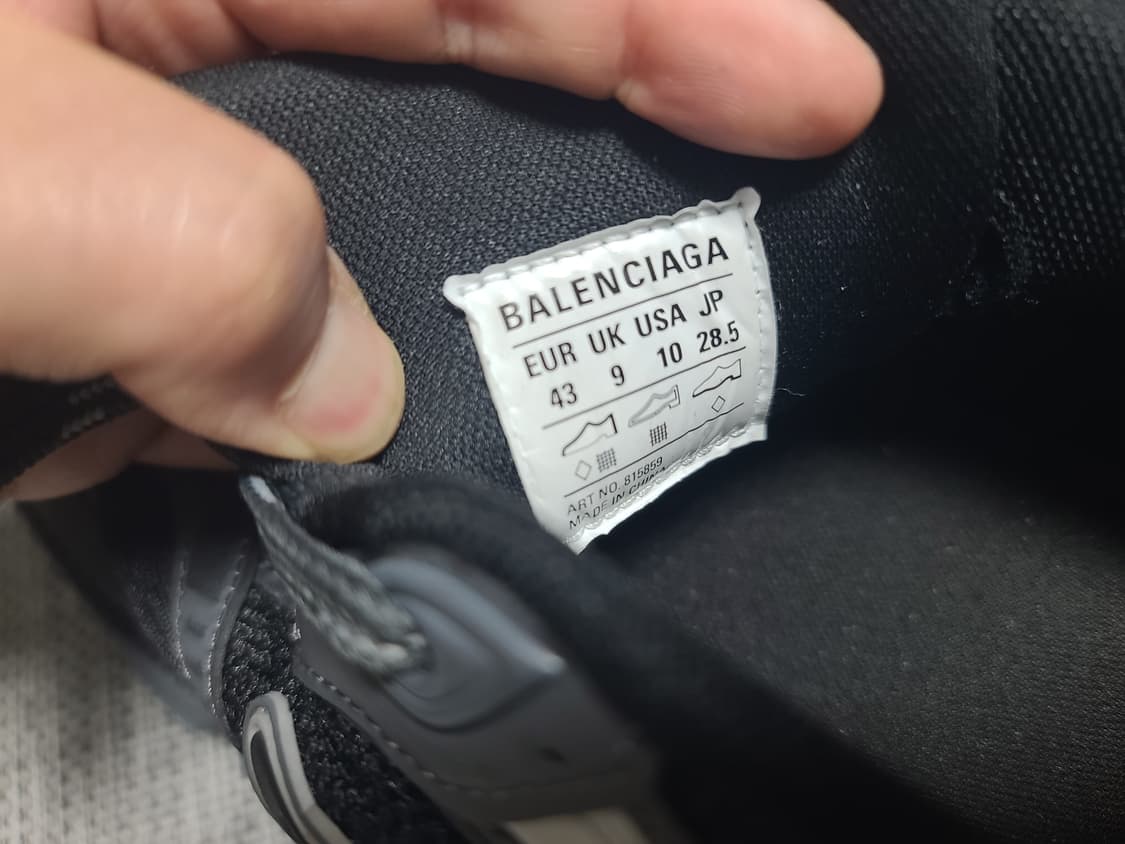 BALENCIAGA
EUR UK USA JP
43 9 10 28.5
ART NO. 815859
MADE IN CHINA